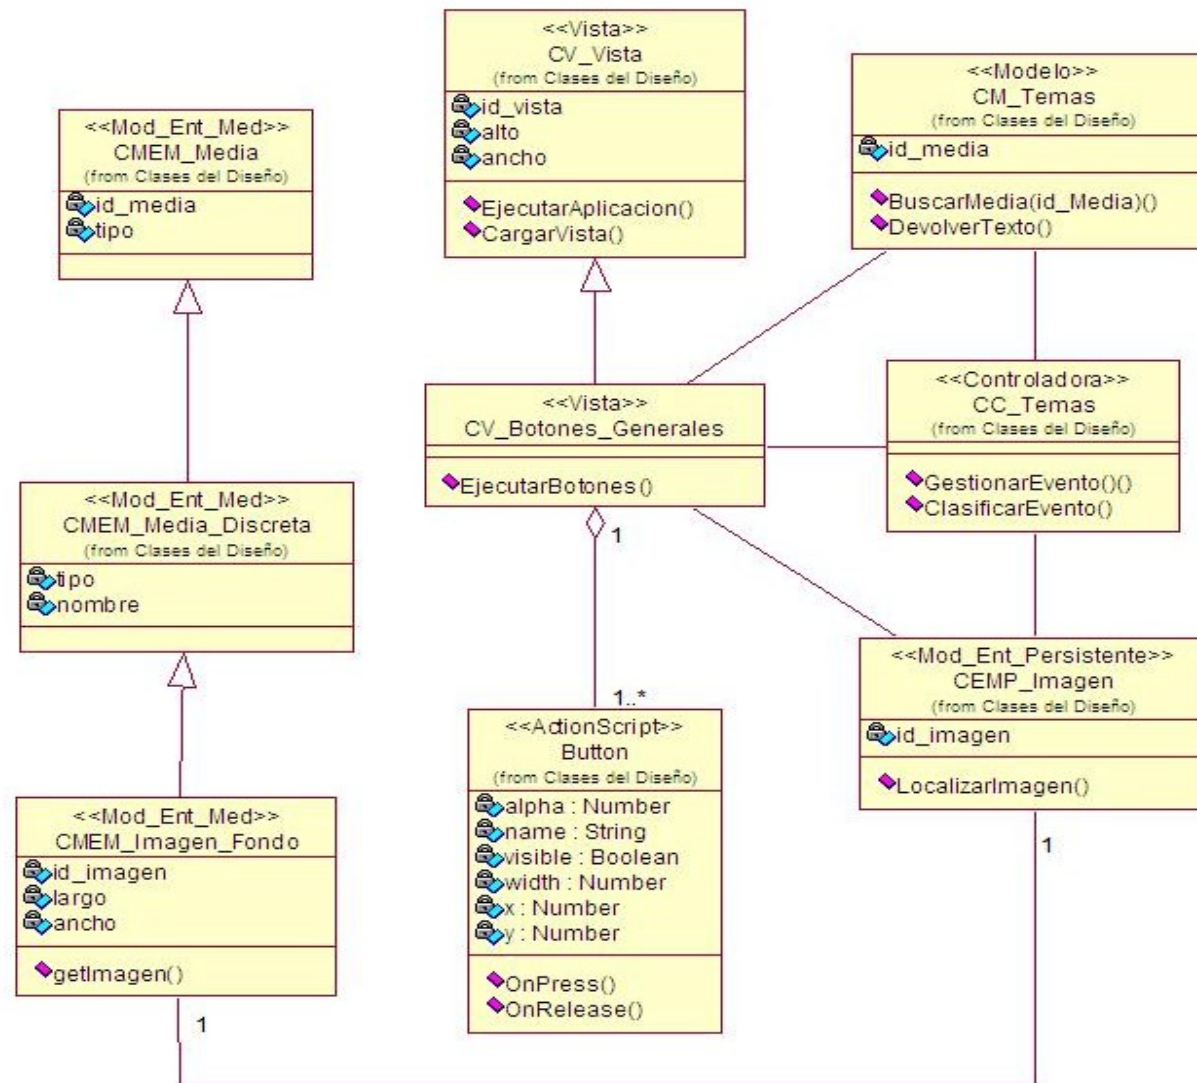 <<Vista>>
CV_Vista
(from Clases del Diseño)
id_vista
alto
ancho
EjecutarAplicacion()
CargarVista()
<<Modelo>>
CM_Temas
(from Clases del Diseño)
id_media
BuscarMedia(id_Media)()
DevolverTexto()
<<Mod_Ent_Med>>
CMEM_Media
(from Clases del Diseño)
id_media
tipo
<<Vista>>
CV_Botones_Generales
EjecutarBotones()
1
<<Controladora>>
CC_Temas
(from Clases del Diseño)
GestionarEvento()()
ClasificarEvento()
<<Mod_Ent_Med>>
CMEM_Media_Discreta
(from Clases del Diseño)
tipo
nombre
<<Mod_Ent_Persistente>>
CEMP_Imagen
(from Clases del Diseño)
id_imagen
LocalizarImagen()
1
1..*
<<ActionScript>>
Button
(from Clases del Diseño)
alpha : Number
name : String
visible : Boolean
width : Number
x : Number
y : Number
OnPress()
OnRelease()
<<Mod_Ent_Med>>
CMEM_Imagen_Fondo
id_imagen
largo
ancho
getImagen()
1